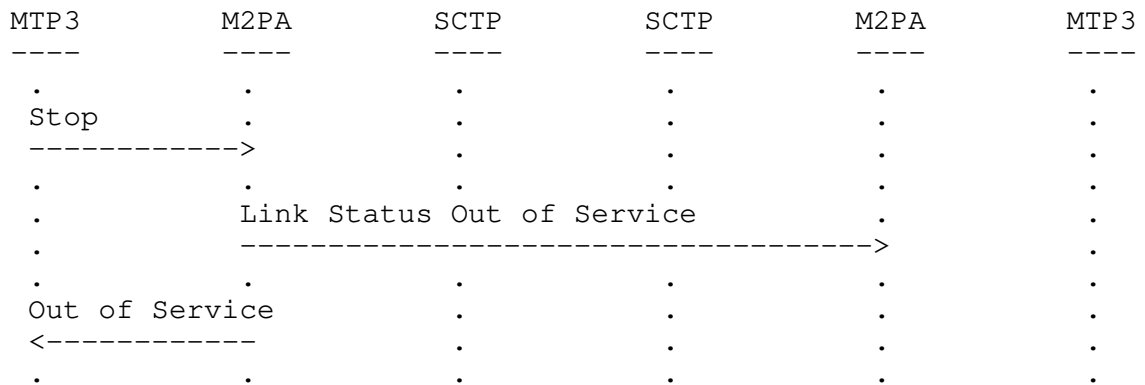 MTP3 M2PA SCTP SCTP M2PA MTP3
---- ---- ---- ---- ---- ----
. . . . . .
Stop . . . . .
------------> . . . .
. . . . . .
. Link Status Out of Service . .
. ------------------------------------> .
. . . . . .
Out of Service . . . .
<------------ . . . .
. . . . . .